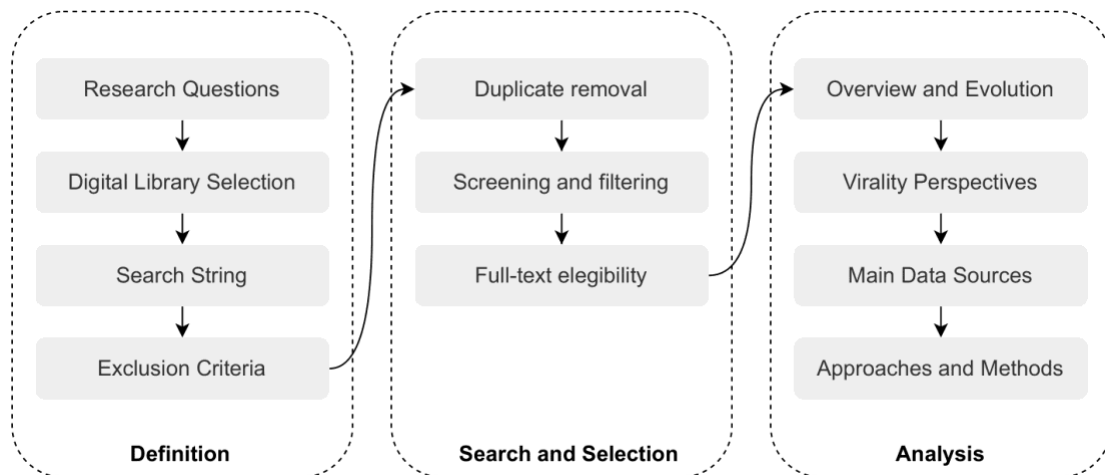 Research Questions
Digital Library Selection
Search String
Exclusion Criteria
Definition
Duplicate removal
Screening and filtering
Full-text elegibility
Search and Selection
Overview and Evolution
Virality Perspectives
Main Data Sources
Approaches and Methods
Analysis